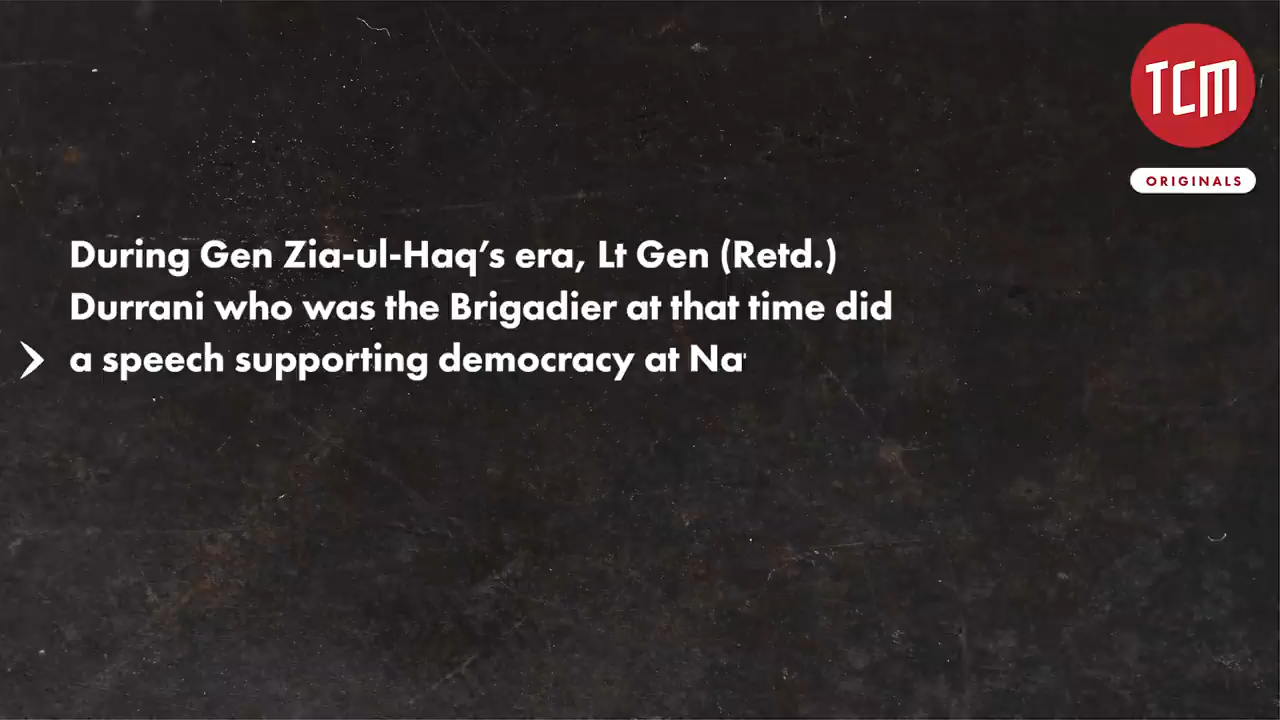 TCM
ORIGINALS
During Gen Zia-ul-Haq's era, Lt Gen (Retd.)
Durrani who was the Brigadier at that time did
a speech supporting democracy at Na